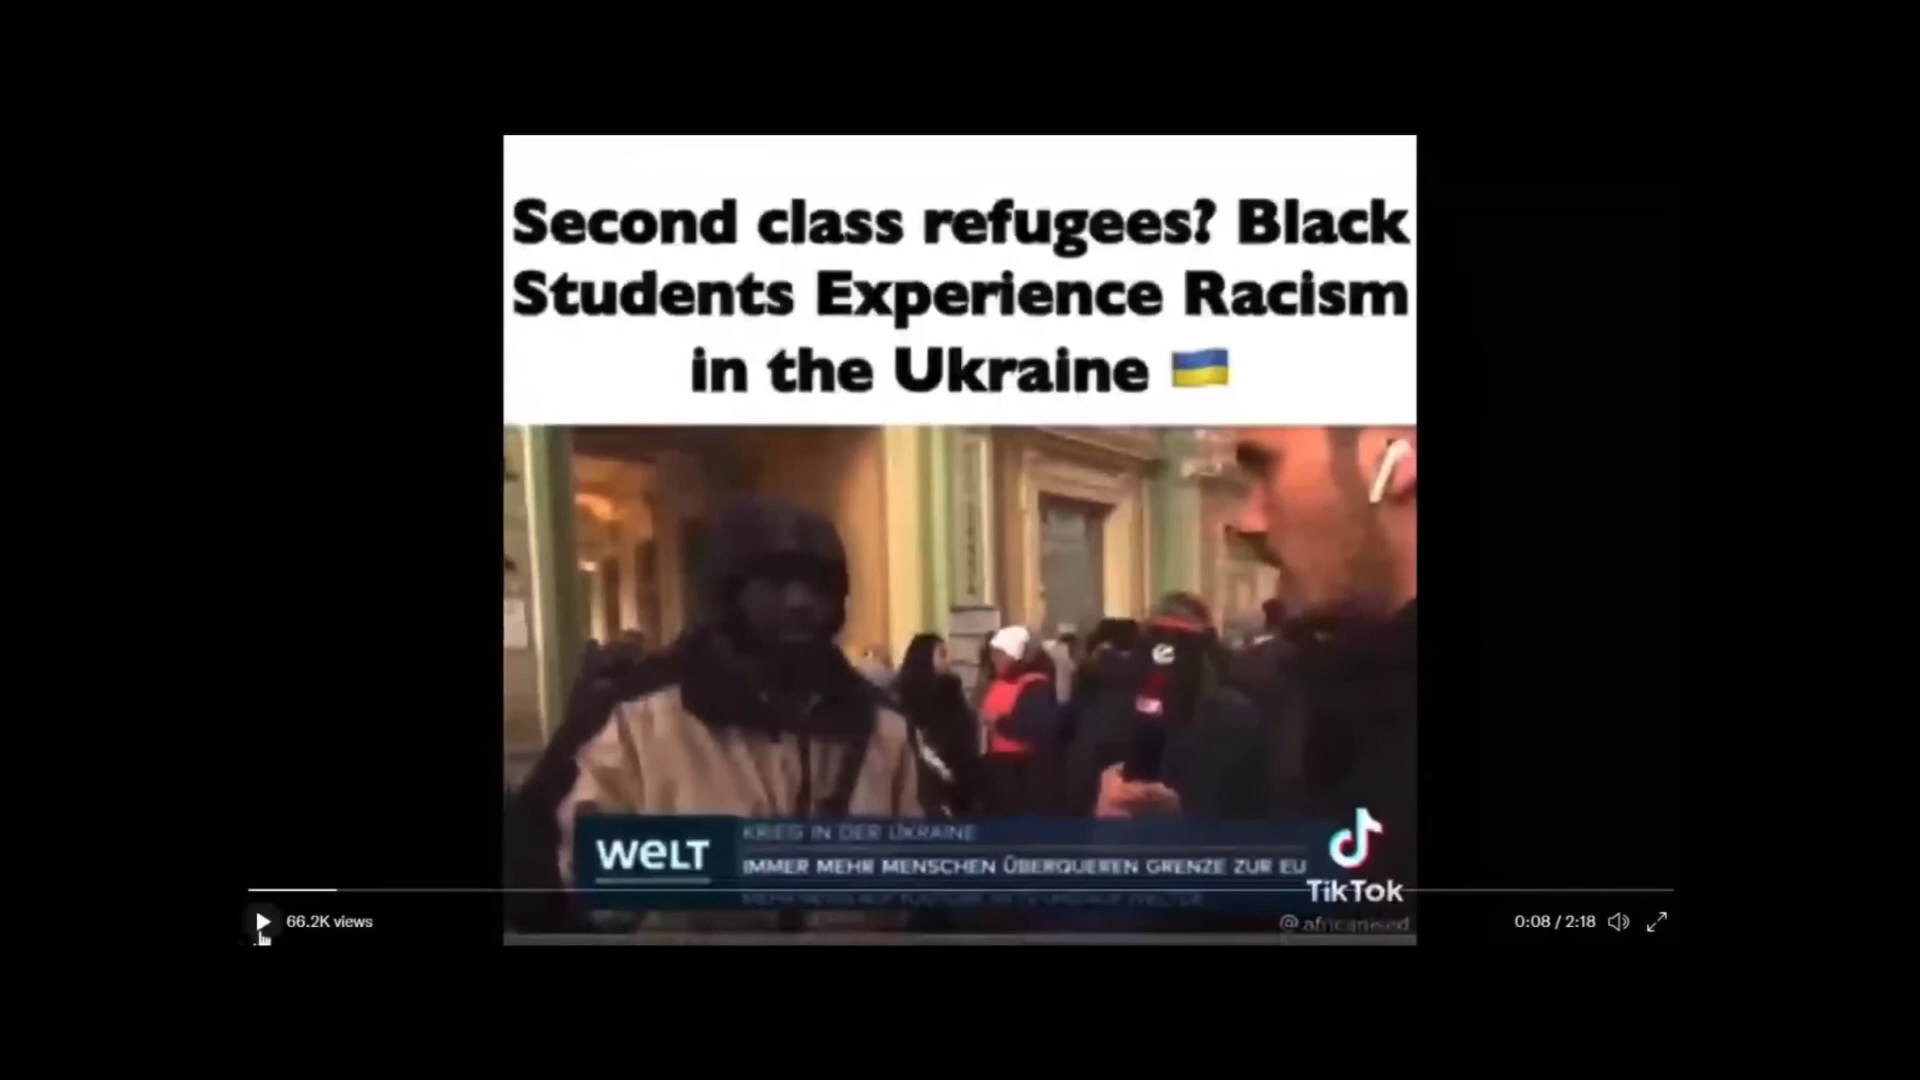 Second class refugees? Black
Students Experience Racism
in the Ukraine
WELT
KRIEG IN DER UKRAINE
IMMER MEHR MENSCHEN ÜBERQUEREN GRENZE ZUR EU
TikTok
@africanised
66.2K views
0:08 / 2:18